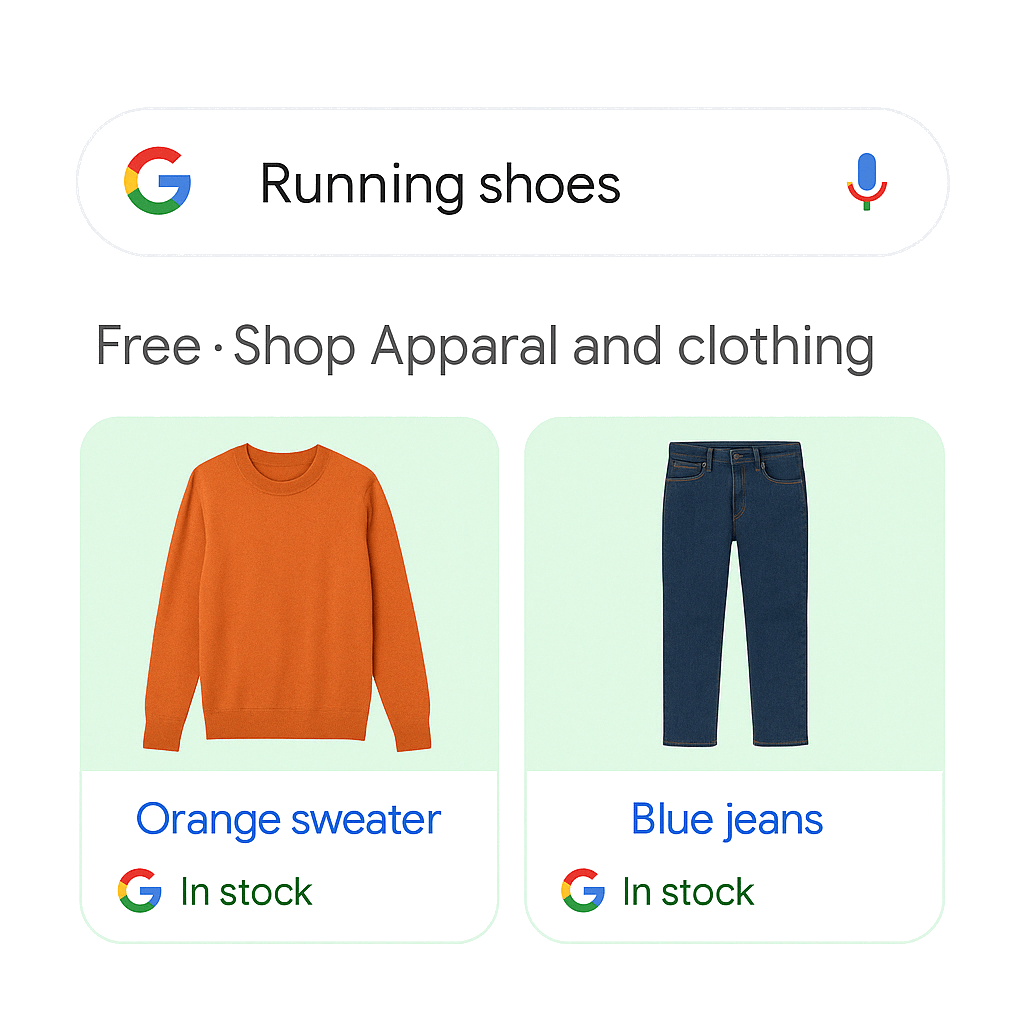 Running shoes
Free · Shop Apparal and clothing
Orange sweater
In stock
Blue jeans
In stock